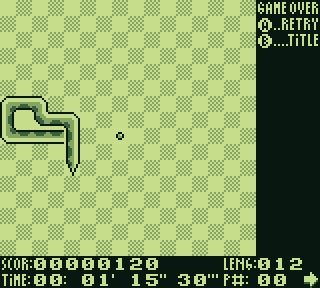 GAME OVER
A..RETRY
B....TiTLE
SCOR:00000120 LENG:012
TiME:00: 01' 15" 30''' P#: 00